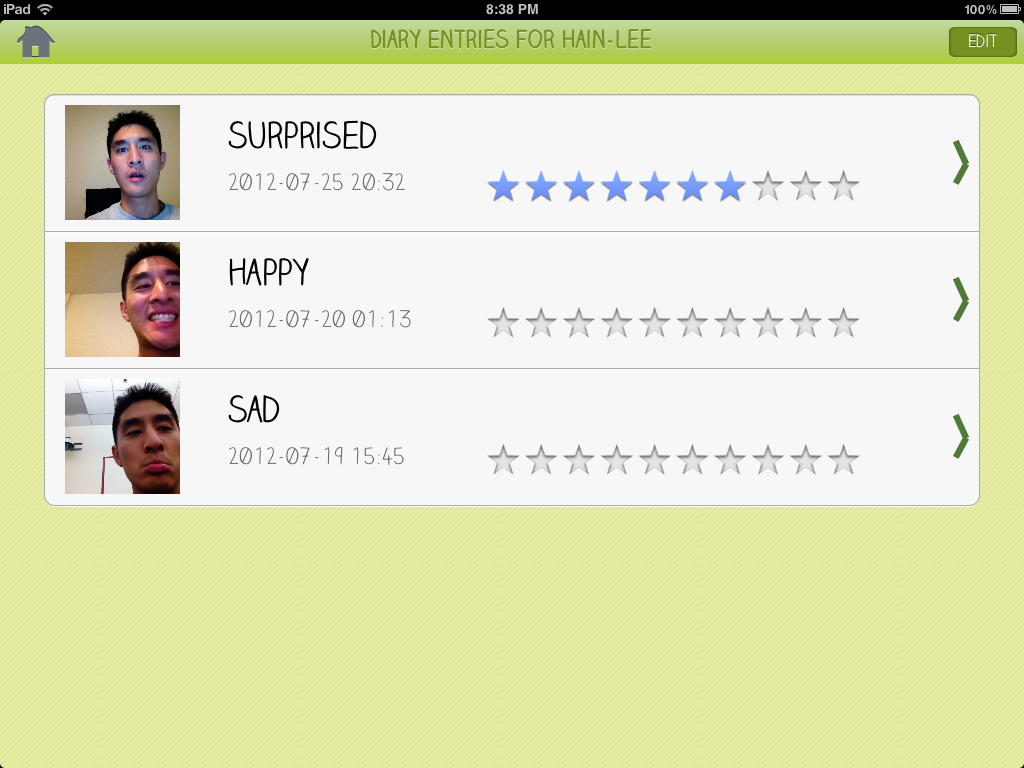 iPad 8:38 PM 100%
DIARY ENTRIES FOR HAIN-LEE
EDIT
SURPRISED
2012-07-25 20:32
HAPPY
2012-07-20 01:13
SAD
2012-07-19 15:45